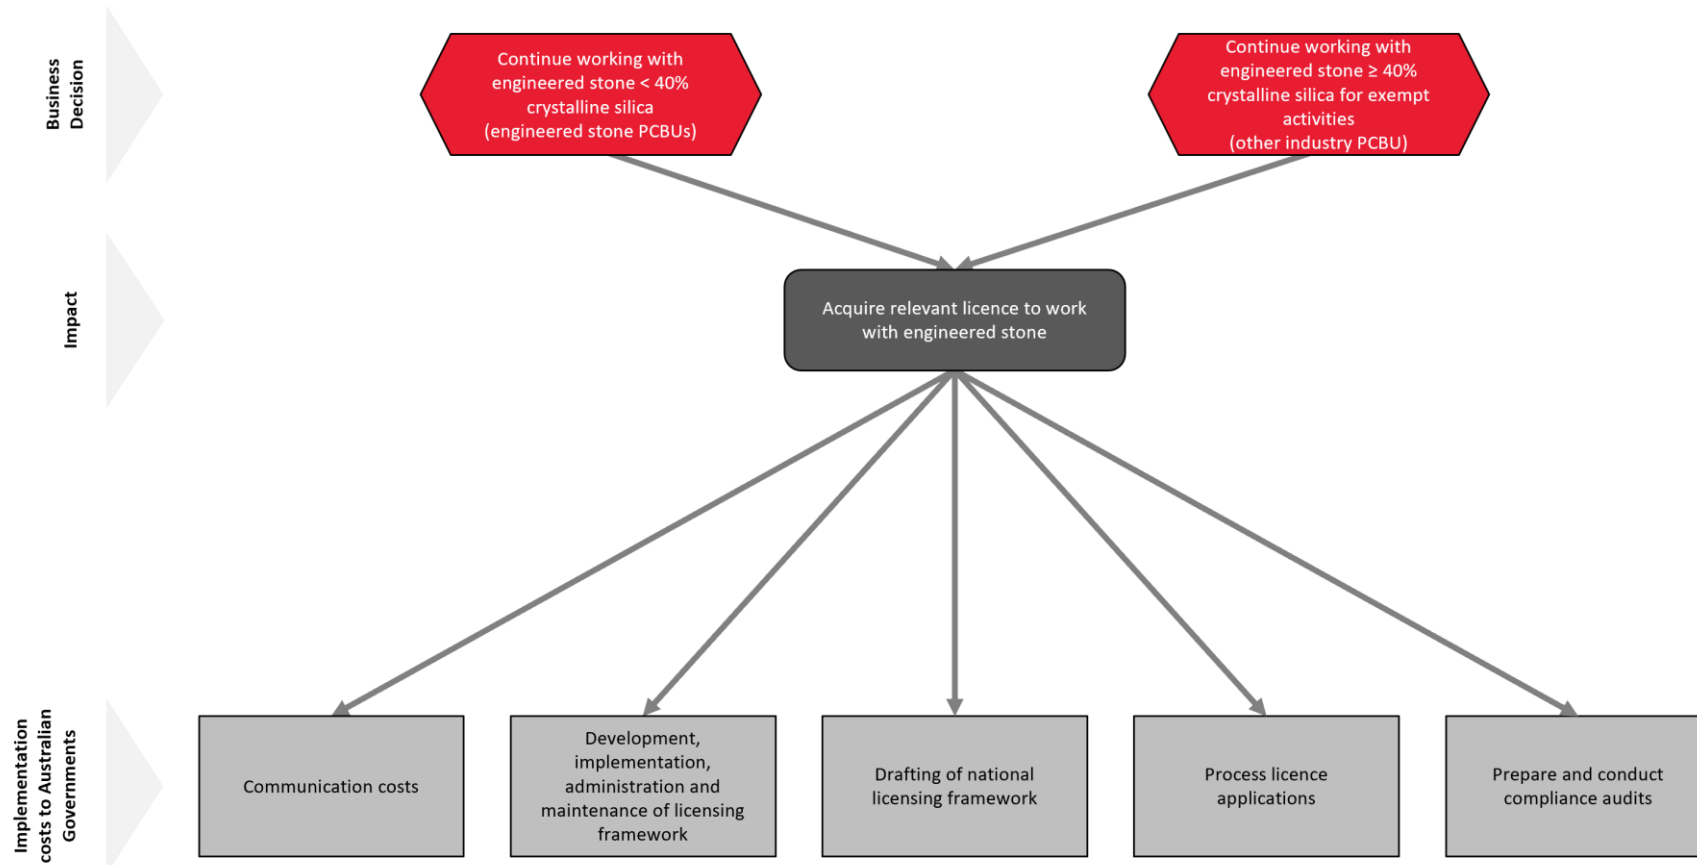 Business
Decision
Continue working with
engineered stone < 40%
crystalline silica
(engineered stone PCBUs)
Continue working with
engineered stone ≥ 40%
crystalline silica for exempt
activities
(other industry PCBU)
Impact
Acquire relevant licence to work
with engineered stone
Implementation
costs to Australian
Governments
Communication costs
Development,
implementation,
administration and
maintenance of licensing
framework
Drafting of national
licensing framework
Process licence
applications
Prepare and conduct
compliance audits